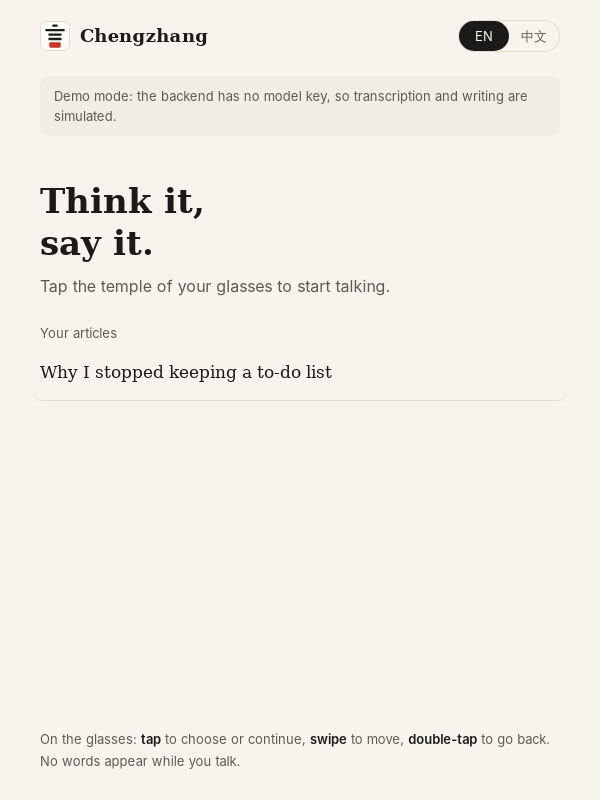 Chengzhang
EN 中文
Demo mode: the backend has no model key, so transcription and writing are
simulated.
Think it,
say it.
Tap the temple of your glasses to start talking.
Your articles
Why I stopped keeping a to-do list
On the glasses: tap to choose or continue, swipe to move, double-tap to go back.
No words appear while you talk.